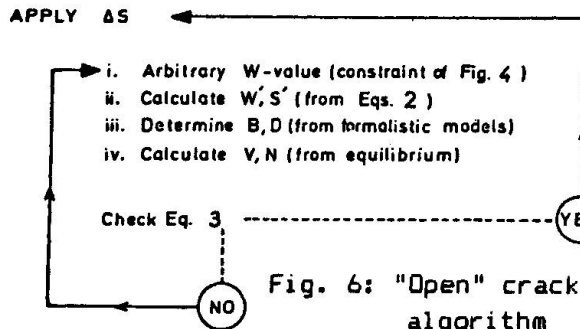 APPLY ΔS
i. Arbitrary W-value (constraint of Fig. 4)
ii. Calculate W', S' (from Eqs. 2)
iii. Determine B, D (from formalistic models)
iv. Calculate V, N (from equilibrium)
Check Eq. 3
NO
Fig. 6: "Open" crack
algorithm